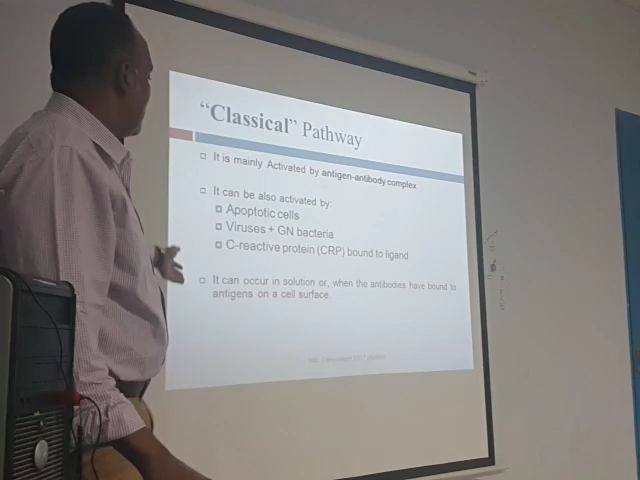 "Classical" Pathway
It is mainly Activated by antigen-antibody complex
It can be also activated by:
Apoptotic cells
Viruses + GN bacteria
C-reactive protein (CRP) bound to ligand
It can occur in solution or, when the antibodies have bound to
antigens on a cell surface.